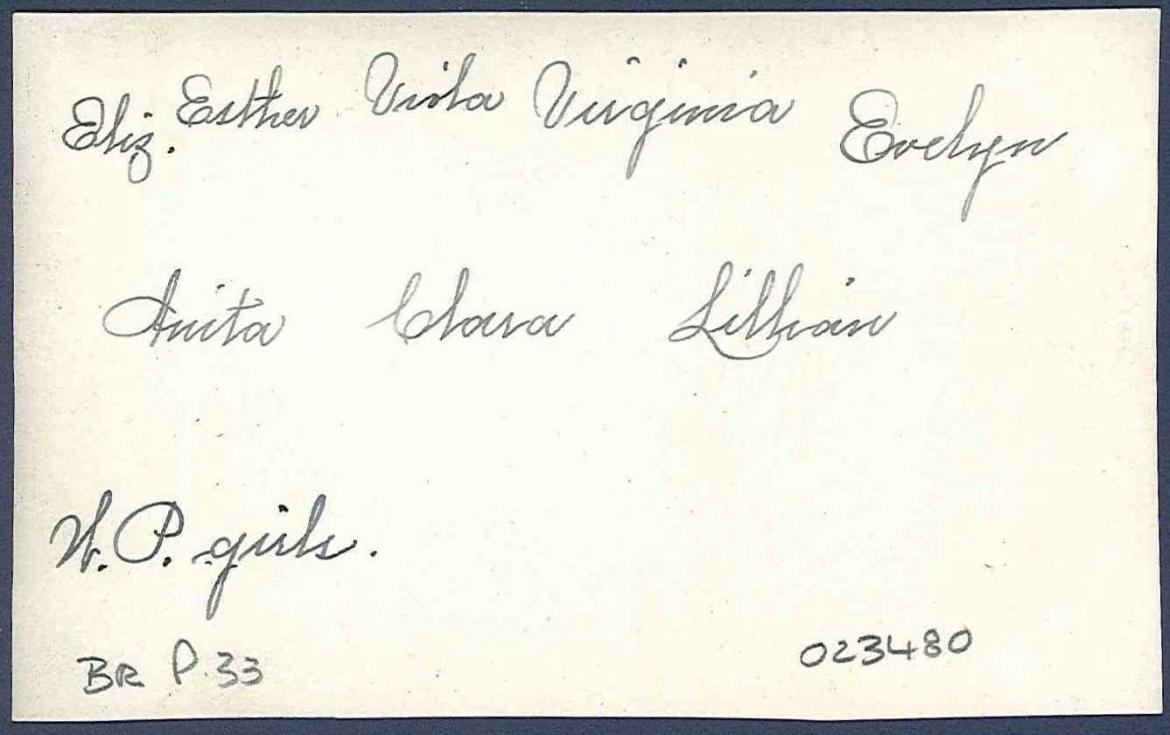 Eliz. Esther Viola Virginia Evelyn
Anita Clara Lillian
W. P. girls.
BR P. 33
023480